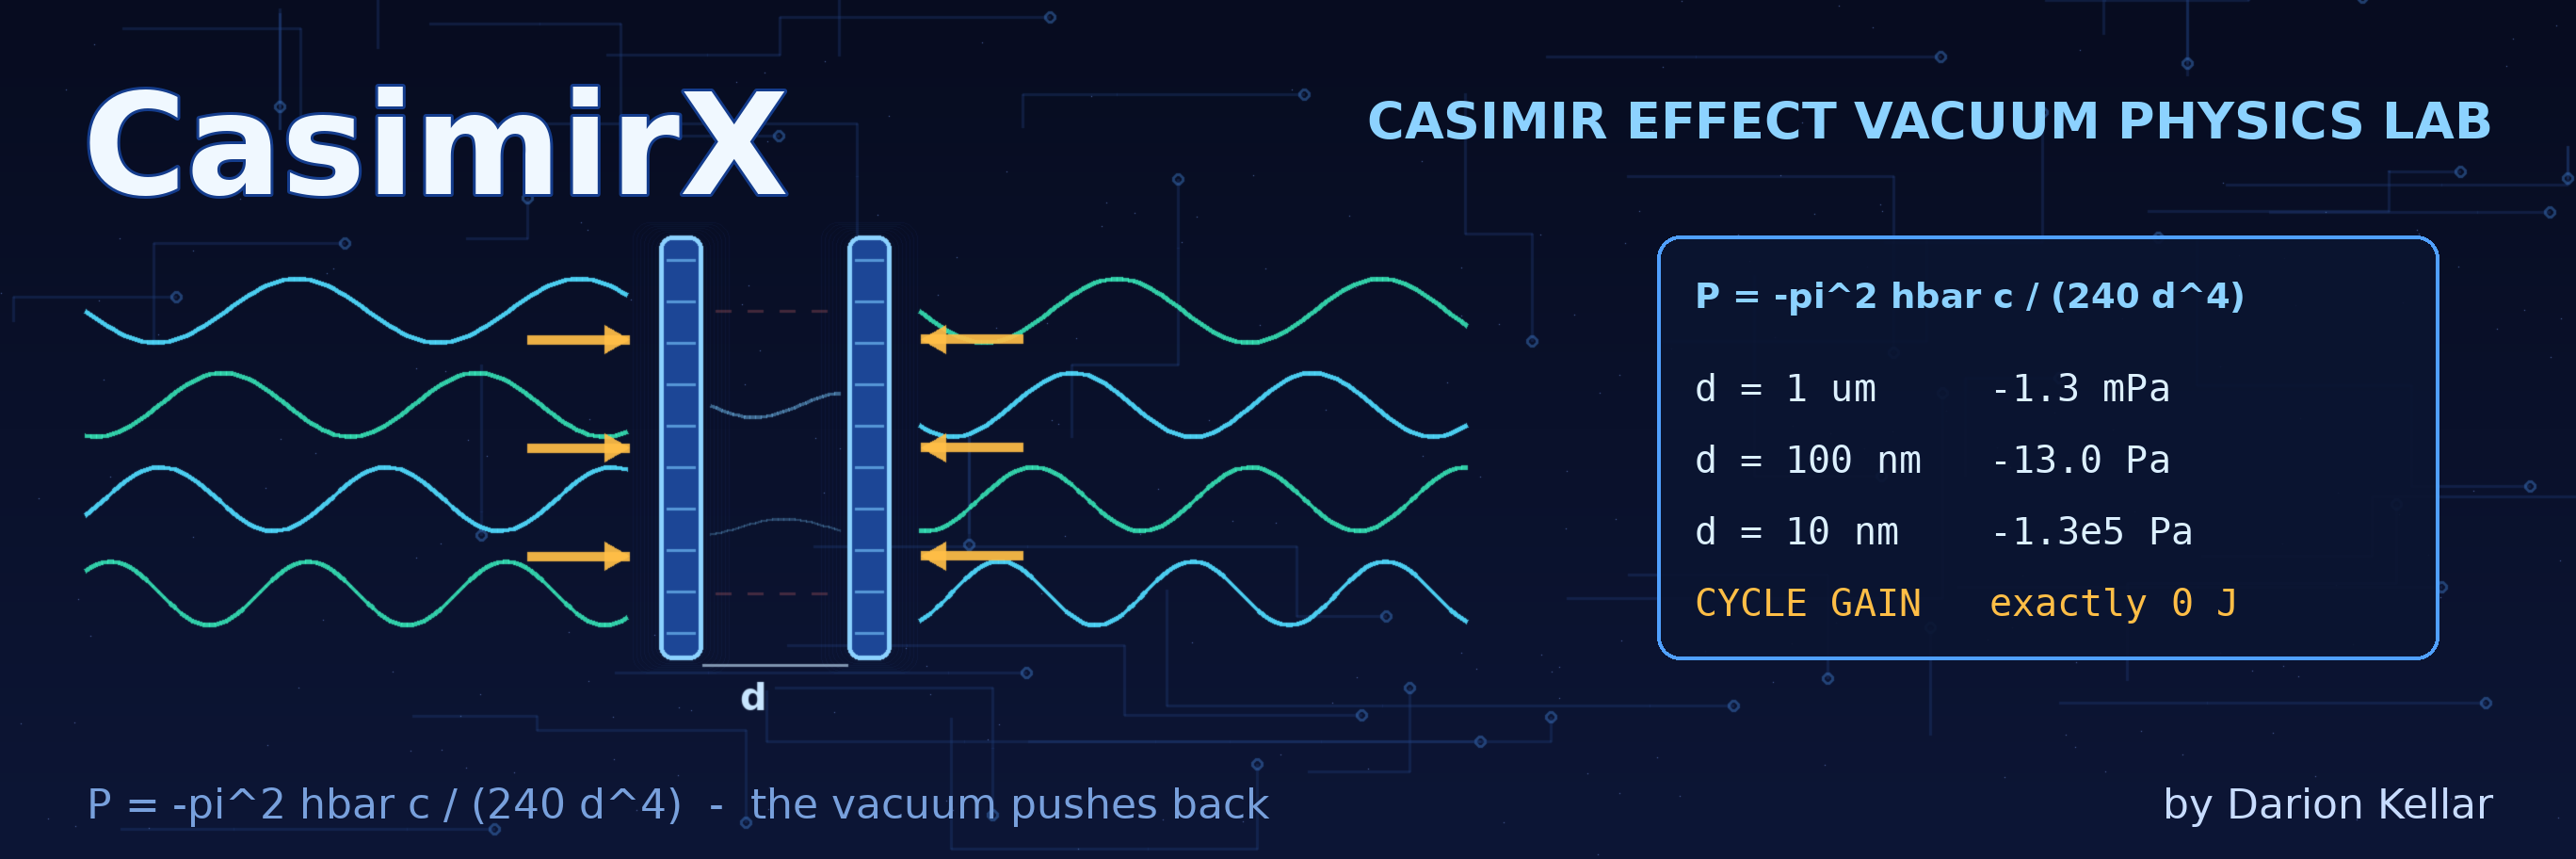 CasimirX
CASIMIR EFFECT VACUUM PHYSICS LAB
P = -pi^2 hbar c / (240 d^4)
d = 1 um -1.3 mPa
d = 100 nm -13.0 Pa
d = 10 nm -1.3e5 Pa
CYCLE GAIN exactly 0 J
d
P = -pi^2 hbar c / (240 d^4) - the vacuum pushes back
by Darion Kellar